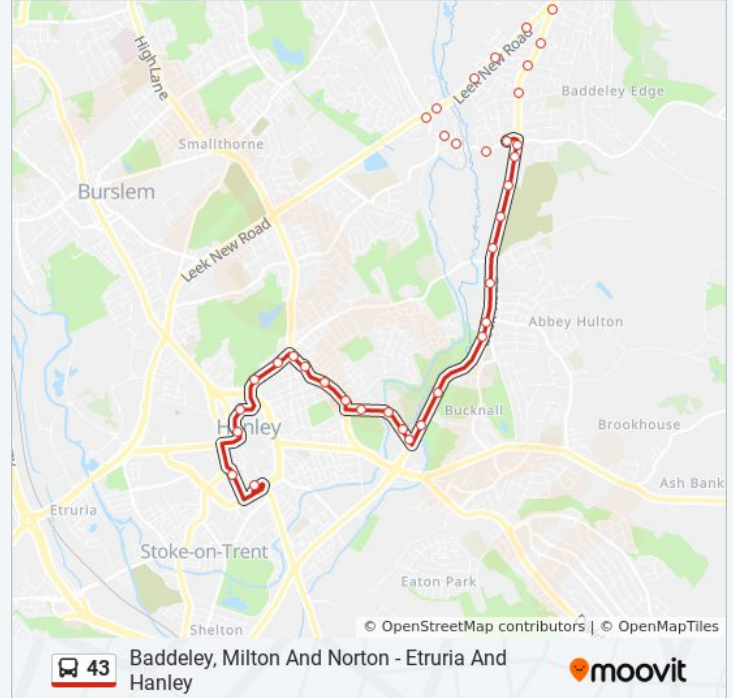 High Lane
Leek New Road
Baddeley Edge
Smallthorne
Burslem
Leek New Road
Abbey Hulton
Hanley
Bucknall
Brookhouse
Ash Bank
Etruria
Stoke-on-Trent
Eaton Park
Shelton
© OpenStreetMap contributors | © OpenMapTiles
43
Baddeley, Milton And Norton - Etruria And
Hanley
moovit